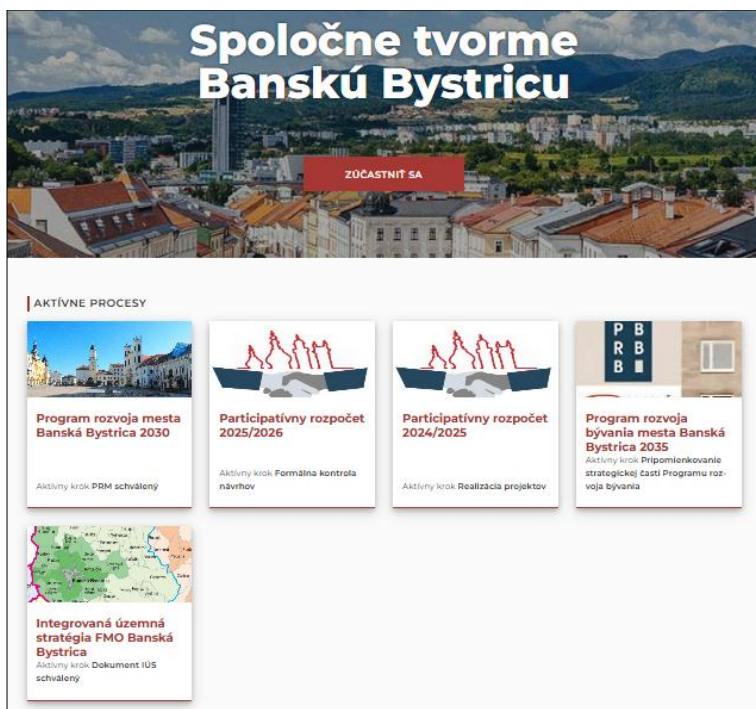 Spoločne tvorme
Banskú Bystricu
ZÚČASTNIŤ SA
AKTÍVNE PROCESY
Program rozvoja mesta
Banská Bystrica 2030
Aktívny krok PRM schválený
Participatívny rozpočet
2025/2026
Aktívny krok Formálna kontrola
návrhov
Participatívny rozpočet
2024/2025
Aktívny krok Realizácia projektov
P B
R B
B
Program rozvoja
bývania mesta Banská
Bystrica 2035
Aktívny krok Pripomienkovanie
strategickej časti Programu roz-
voja bývania
Integrovaná územná
stratégia FMO Banská
Bystrica
Aktívny krok Dokument IÚS
schválený